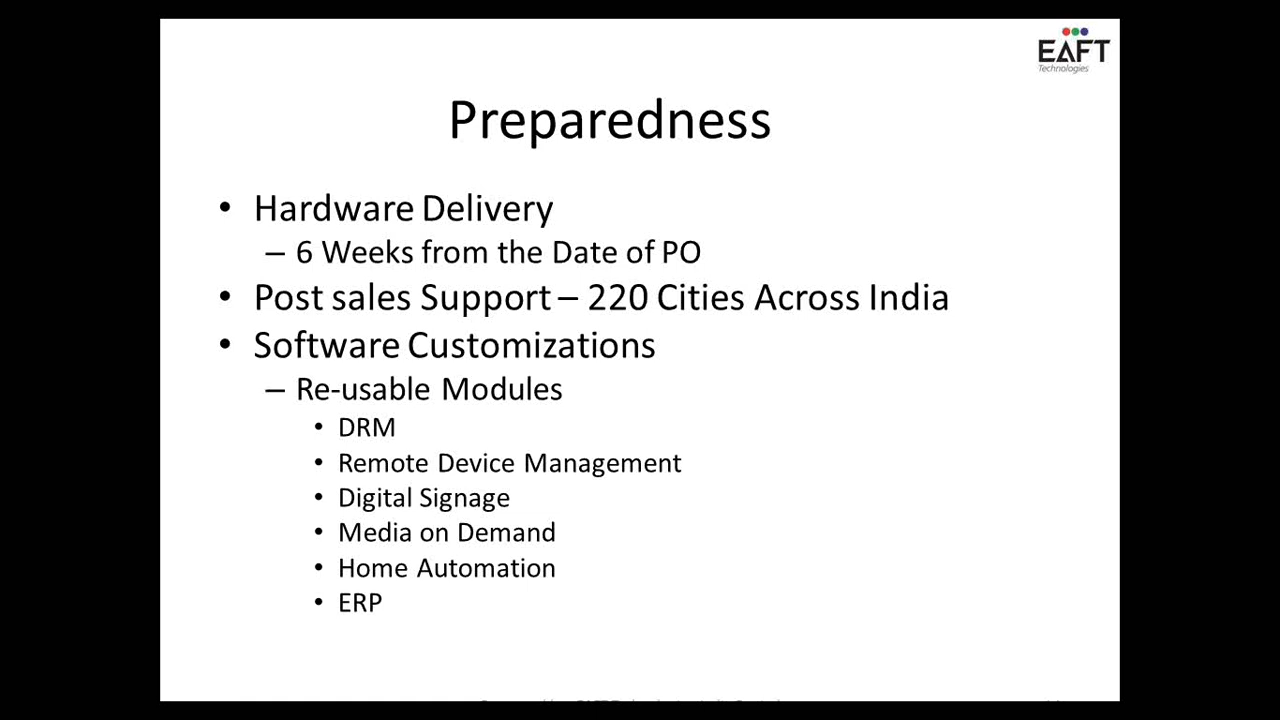 EAFT
Technologies
Preparedness
• Hardware Delivery
– 6 Weeks from the Date of PO
• Post sales Support – 220 Cities Across India
• Software Customizations
– Re-usable Modules
• DRM
• Remote Device Management
• Digital Signage
• Media on Demand
• Home Automation
• ERP